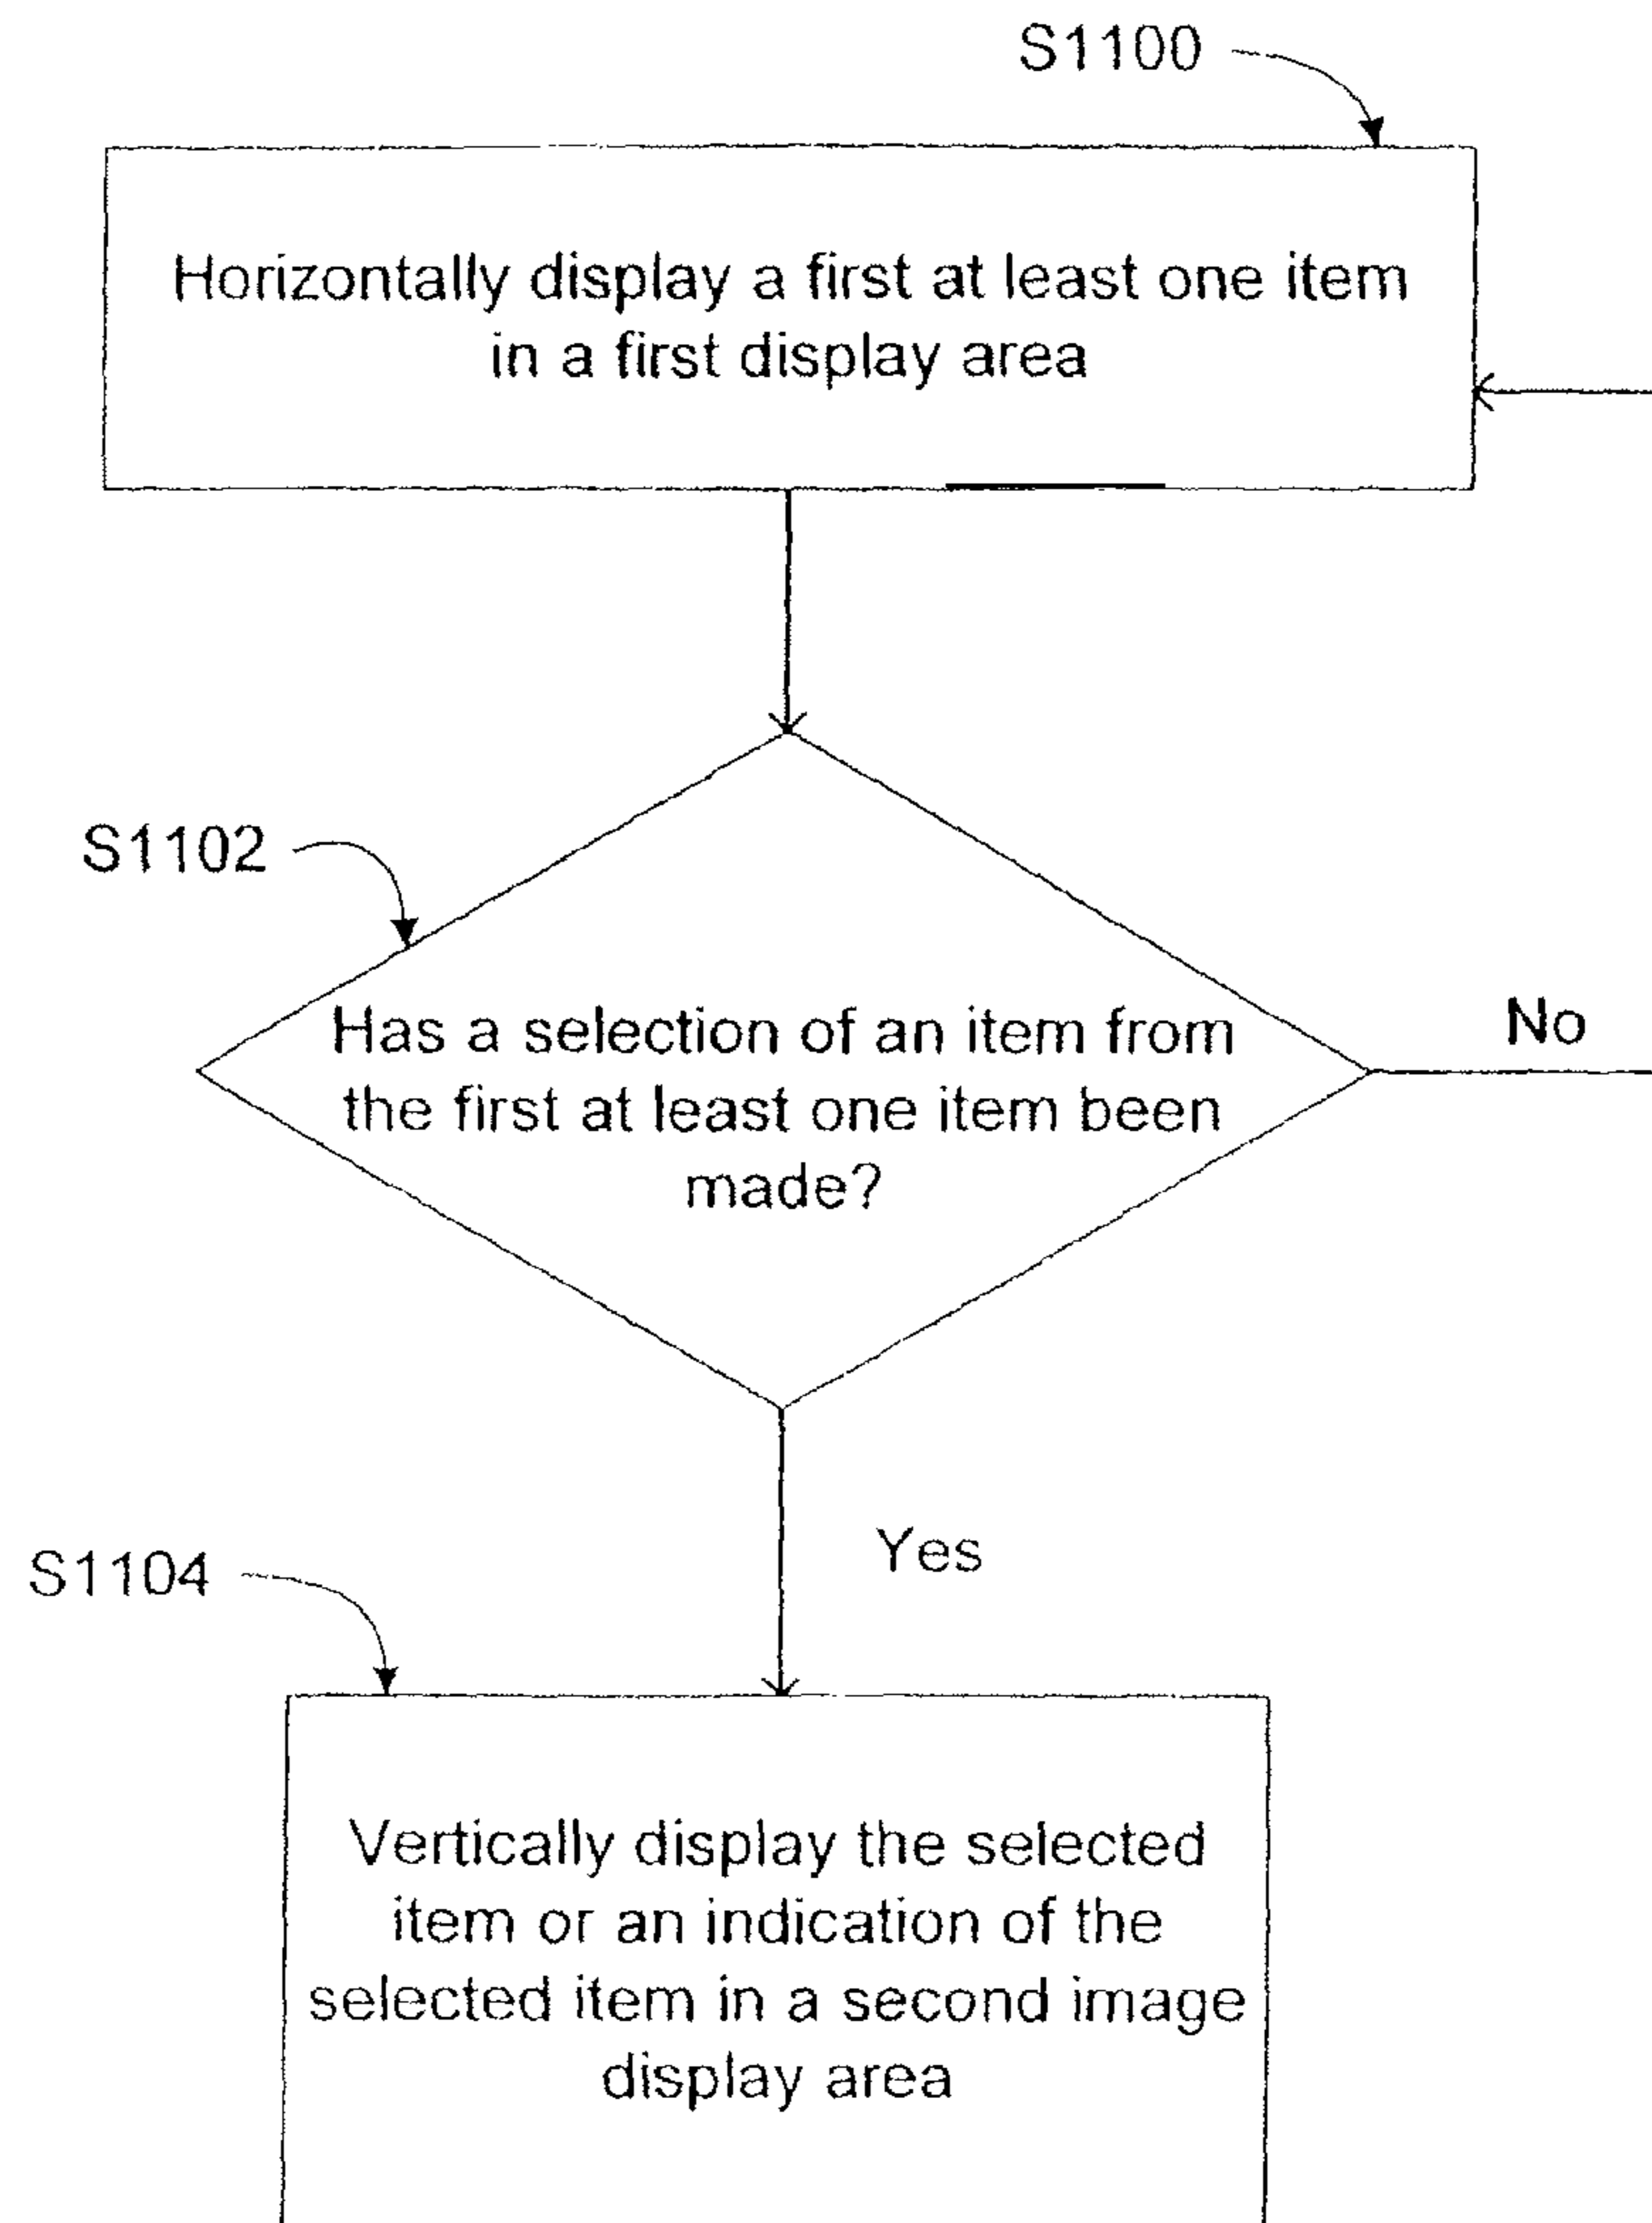 S1100
Horizontally display a first at least one item
in a first display area
S1102
Has a selection of an item from
the first at least one item been
made?
No
Yes
S1104
Vertically display the selected
item or an indication of the
selected item in a second image
display area